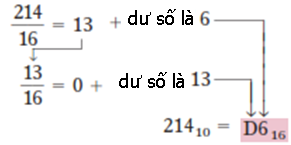 214/16 = 13 + dư số là 6
13/16 = 0 + dư số là 13
214₁₀ = D6₁₆